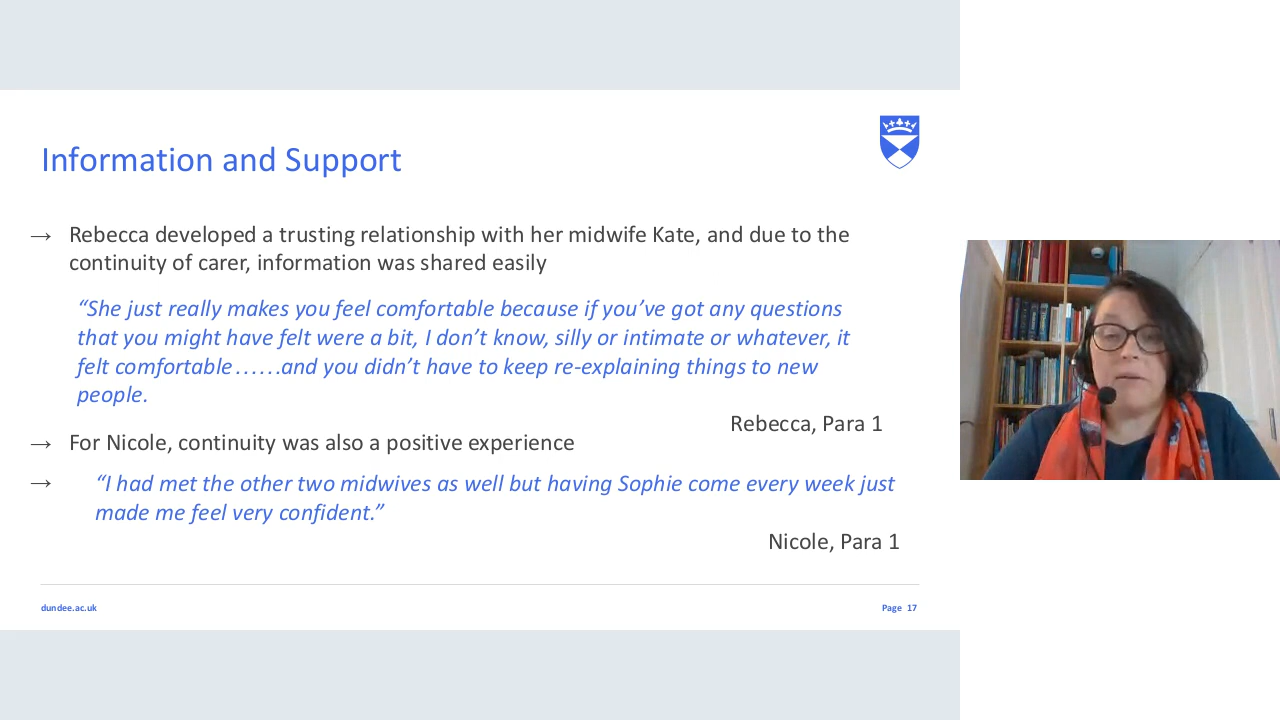 Information and Support
→ Rebecca developed a trusting relationship with her midwife Kate, and due to the
continuity of carer, information was shared easily
“She just really makes you feel comfortable because if you’ve got any questions
that you might have felt were a bit, I don’t know, silly or intimate or whatever, it
felt comfortable……and you didn’t have to keep re-explaining things to new
people.
Rebecca, Para 1
→ For Nicole, continuity was also a positive experience
→ “I had met the other two midwives as well but having Sophie come every week just
made me feel very confident.”
Nicole, Para 1
dundee.ac.uk
Page 17